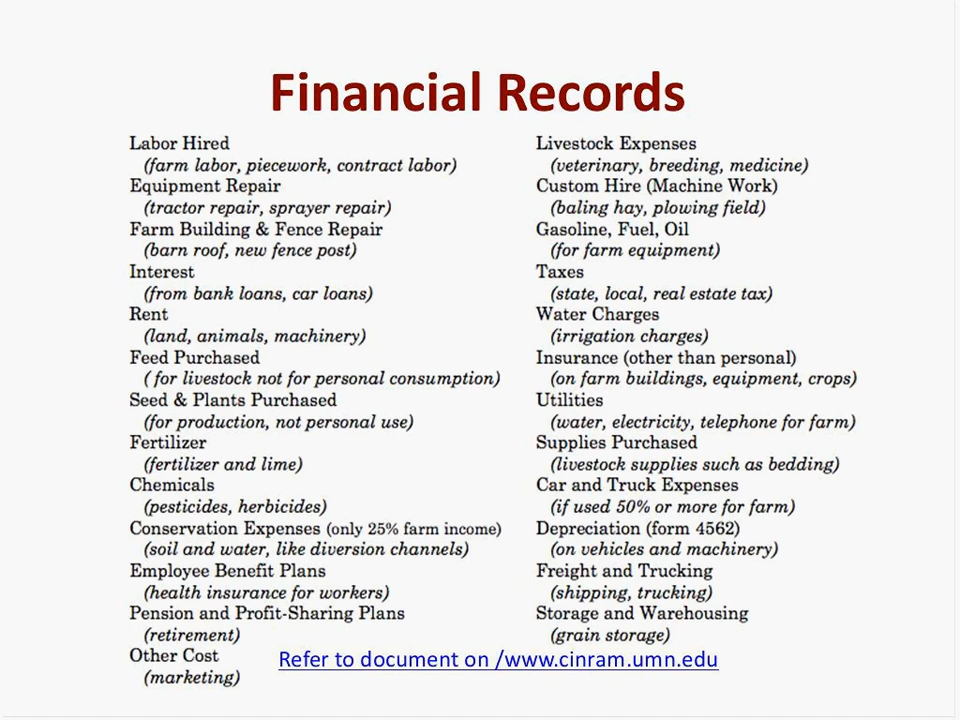 Financial Records
Labor Hired
(farm labor, piecework, contract labor)
Equipment Repair
(tractor repair, sprayer repair)
Farm Building & Fence Repair
(barn roof, new fence post)
Interest
(from bank loans, car loans)
Rent
(land, animals, machinery)
Feed Purchased
( for livestock not for personal consumption)
Seed & Plants Purchased
(for production, not personal use)
Fertilizer
(fertilizer and lime)
Chemicals
(pesticides, herbicides)
Conservation Expenses (only 25% farm income)
(soil and water, like diversion channels)
Employee Benefit Plans
(health insurance for workers)
Pension and Profit-Sharing Plans
(retirement)
Other Cost
(marketing)
Livestock Expenses
(veterinary, breeding, medicine)
Custom Hire (Machine Work)
(baling hay, plowing field)
Gasoline, Fuel, Oil
(for farm equipment)
Taxes
(state, local, real estate tax)
Water Charges
(irrigation charges)
Insurance (other than personal)
(on farm buildings, equipment, crops)
Utilities
(water, electricity, telephone for farm)
Supplies Purchased
(livestock supplies such as bedding)
Car and Truck Expenses
(if used 50% or more for farm)
Depreciation (form 4562)
(on vehicles and machinery)
Freight and Trucking
(shipping, trucking)
Storage and Warehousing
(grain storage)
Refer to document on /www.cinram.umn.edu